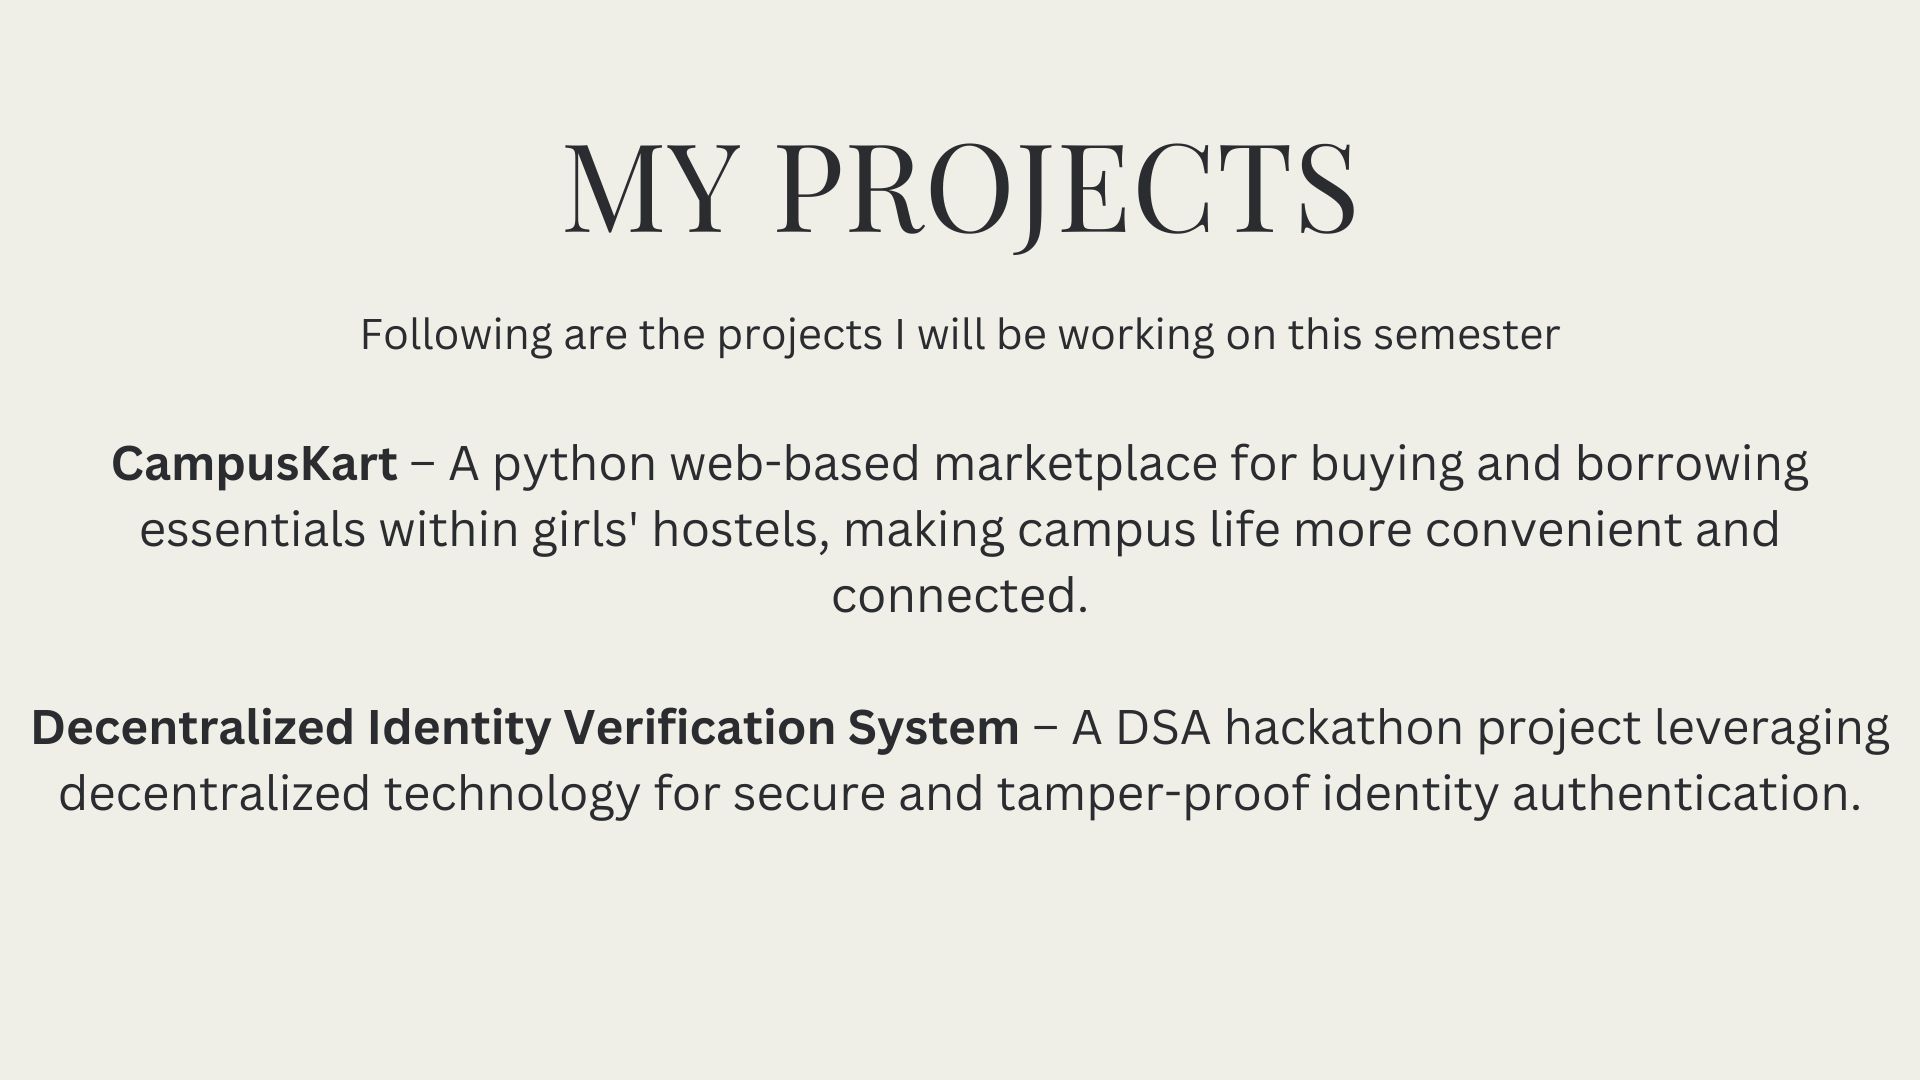 MY PROJECTS
Following are the projects I will be working on this semester
CampusKart – A python web-based marketplace for buying and borrowing
essentials within girls' hostels, making campus life more convenient and
connected.
Decentralized Identity Verification System – A DSA hackathon project leveraging
decentralized technology for secure and tamper-proof identity authentication.